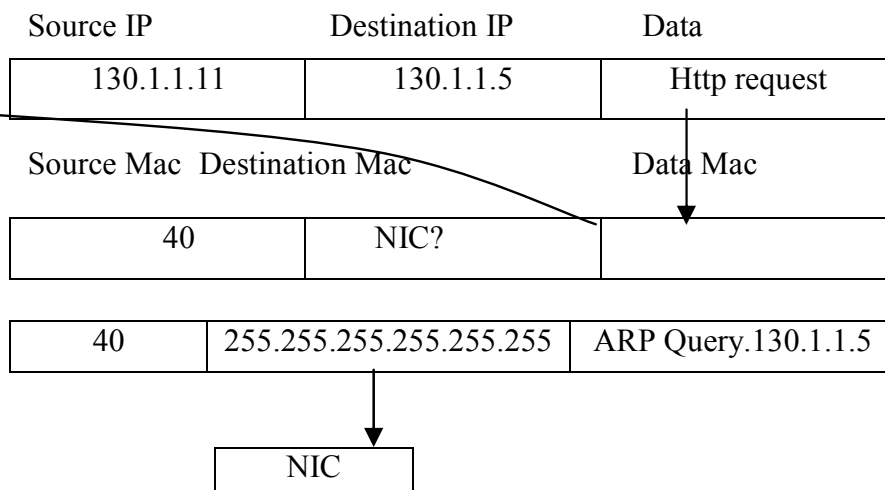 Source IP Destination IP Data
130.1.1.11 130.1.1.5 Http request
Source Mac Destination Mac Data Mac
40 NIC?
40 255.255.255.255.255.255 ARP Query.130.1.1.5
NIC